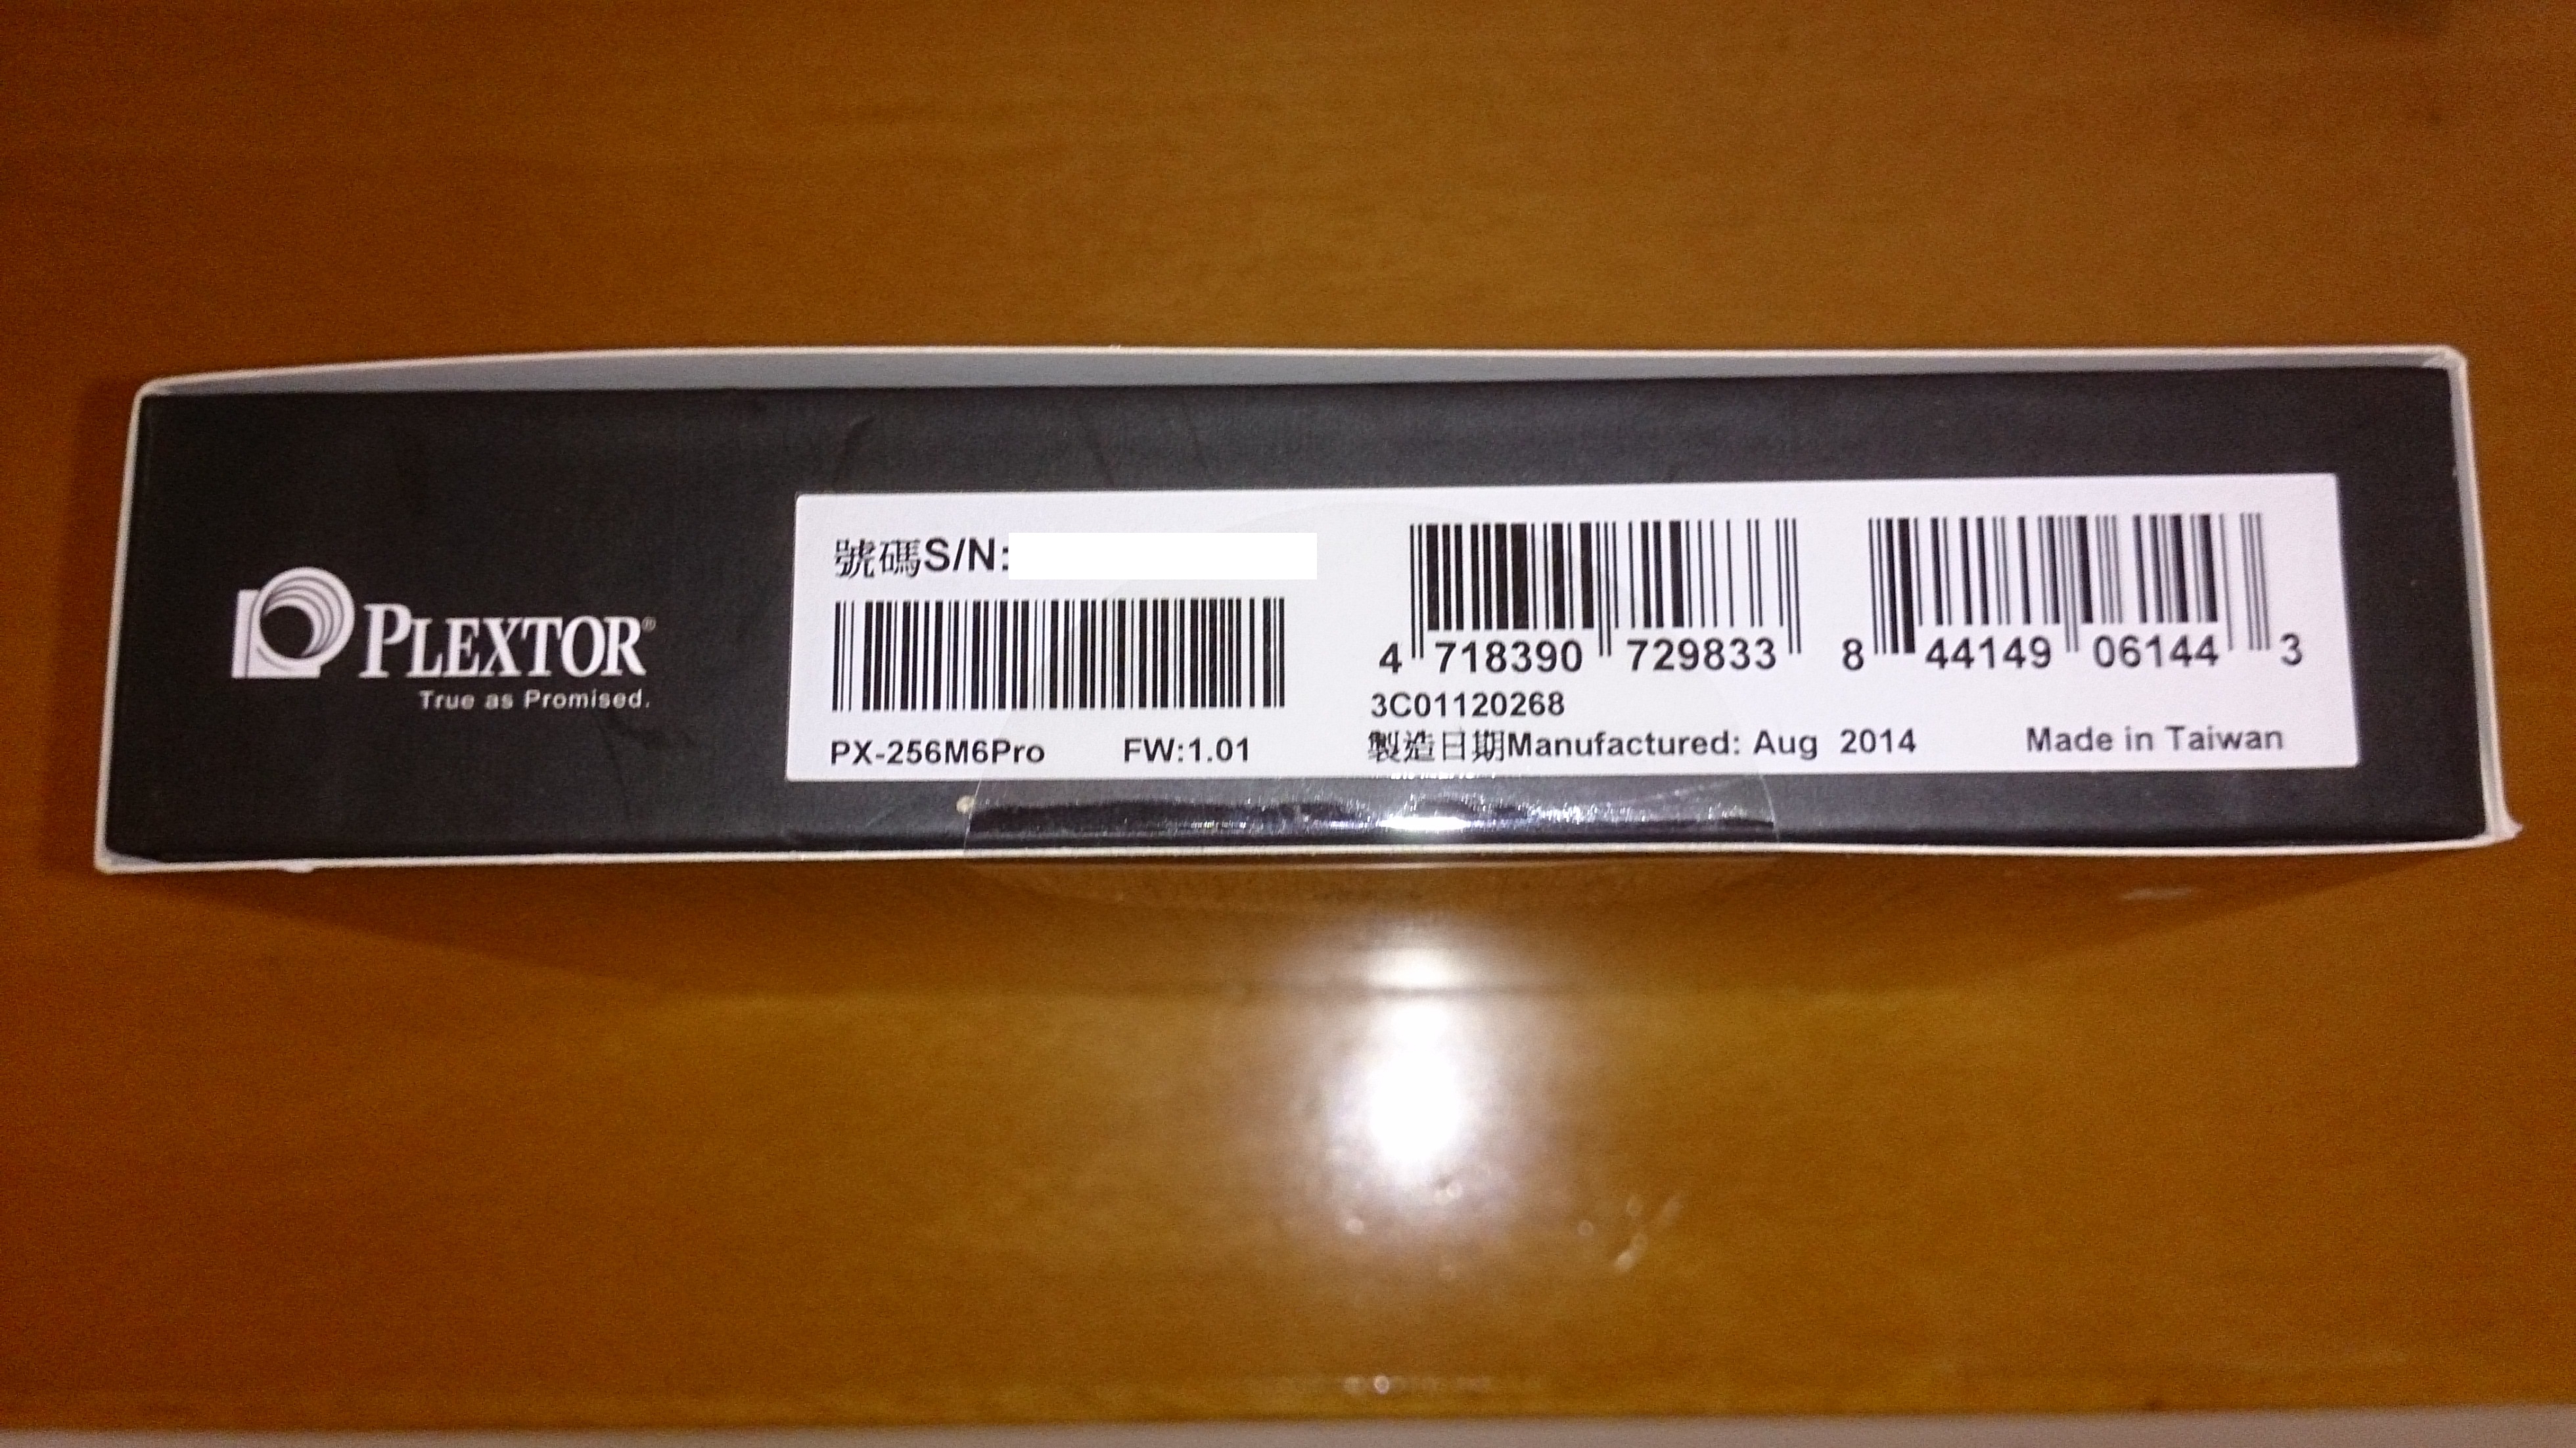 PLEXTOR®
True as Promised.
號碼S/N:
PX-256M6Pro FW:1.01
4 718390 729833
8 44149 06144 3
3C01120268
製造日期Manufactured: Aug 2014 Made in Taiwan